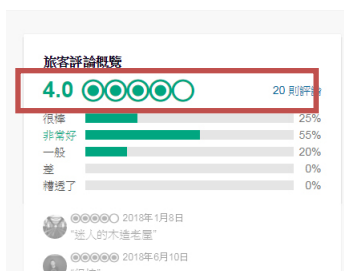 旅客評論概覽
4.0 20 則評論
很棒 25%
非常好 55%
一般 20%
差 0%
糟透了 0%
2018年1月8日
"迷人的木造老屋"
2018年6月10日